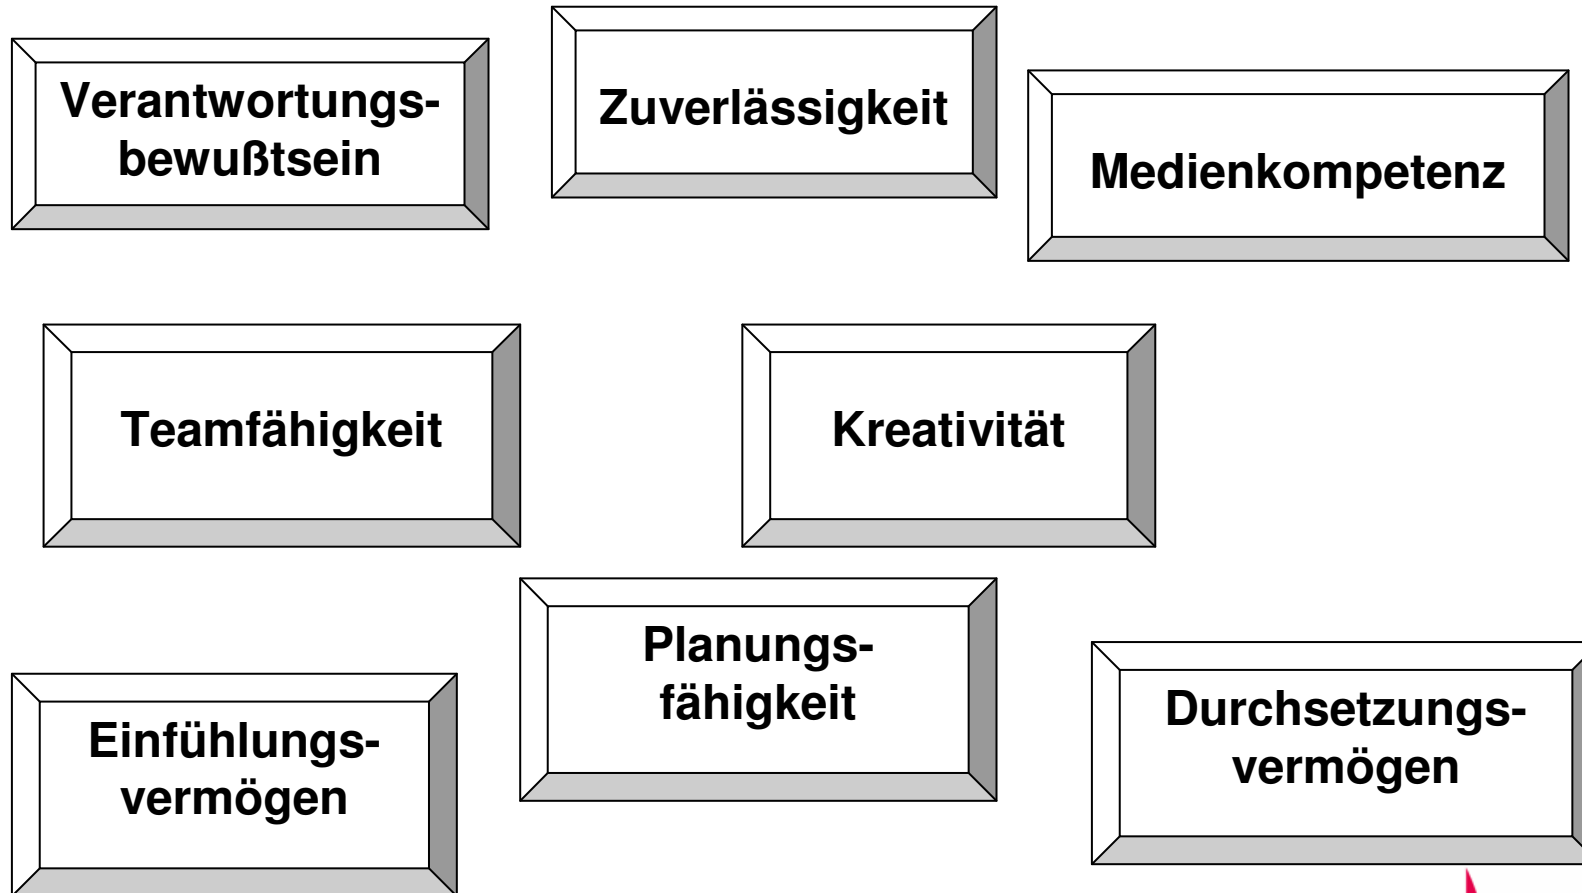 Verantwortungs-
bewußtsein
Zuverlässigkeit
Medienkompetenz
Teamfähigkeit
Kreativität
Einfühlungs-
vermögen
Planungs-
fähigkeit
Durchsetzungs-
vermögen